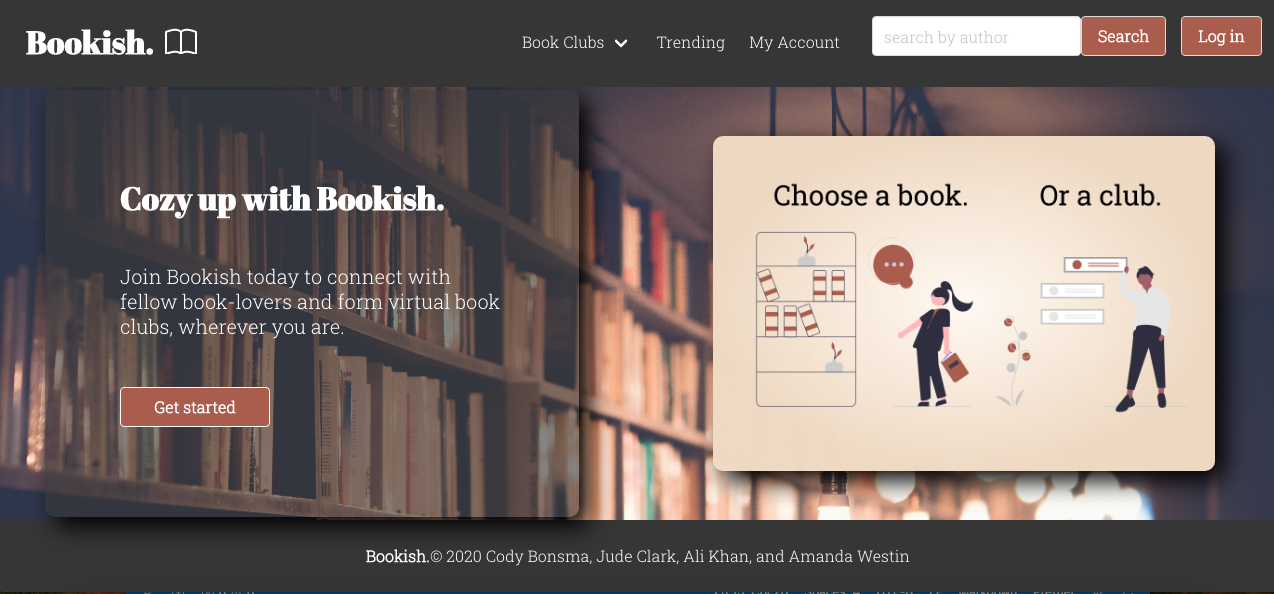 Bookish.
Book Clubs
Trending
My Account
search by author
Search
Log in
Cozy up with Bookish.
Join Bookish today to connect with
fellow book-lovers and form virtual book
clubs, wherever you are.
Get started
Choose a book.
Or a club.
Bookish.© 2020 Cody Bonsma, Jude Clark, Ali Khan, and Amanda Westin